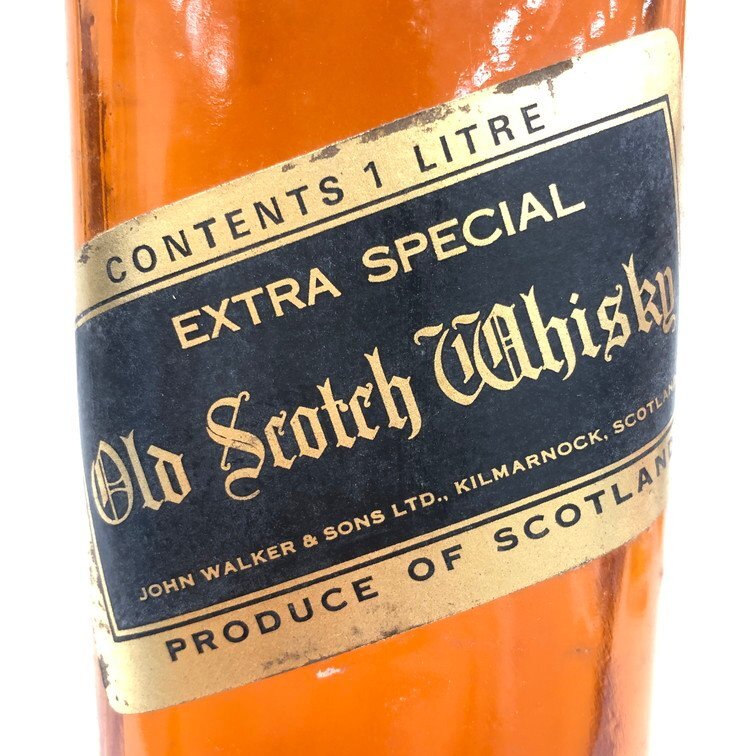 CONTENTS 1 LITRE
EXTRA SPECIAL
Old Scotch Whisky
JOHN WALKER & SONS LTD., KILMARNOCK, SCOTLAND
PRODUCE OF SCOTLAND